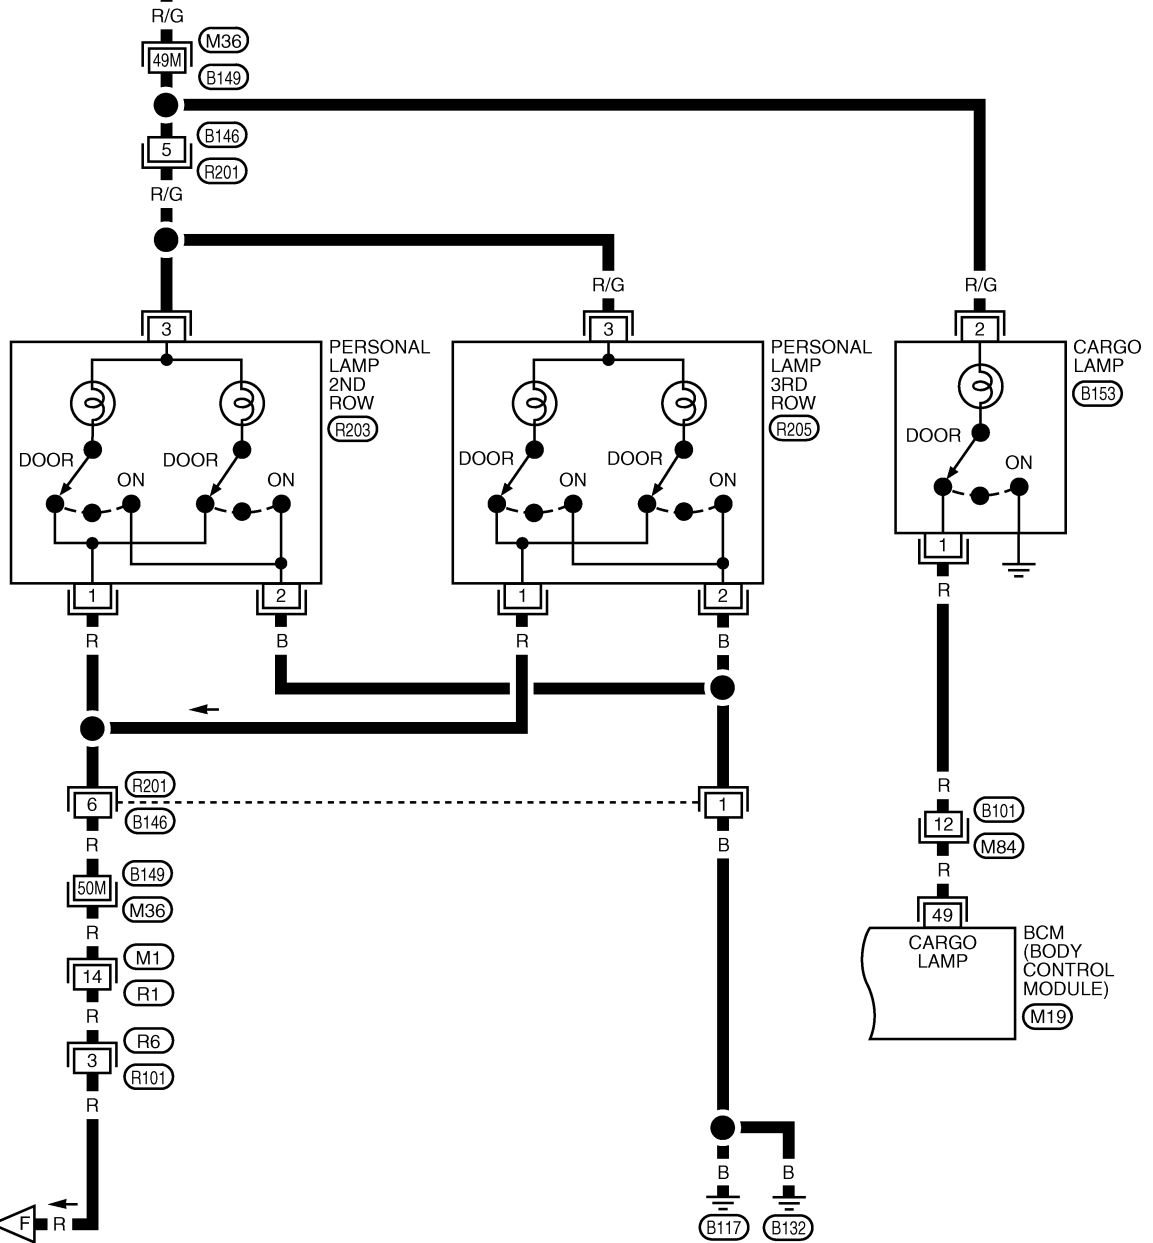 R/G
M36
49M
B149
B146
5
R201
R/G
R/G
R/G
3
3
2
PERSONAL
LAMP
2ND
ROW
R203
PERSONAL
LAMP
3RD
ROW
R205
CARGO
LAMP
B153
DOOR
DOOR
ON
ON
DOOR
DOOR
ON
ON
DOOR
ON
1
2
1
2
1
R
B
R
B
R
R201
6
B146
1
R
B
R
B101
12
M84
R
B149
50M
M36
R
M1
14
R1
R
R6
3
R101
R
49
CARGO
LAMP
BCM
(BODY
CONTROL
MODULE)
M19
B
B
B117
B132
F
R